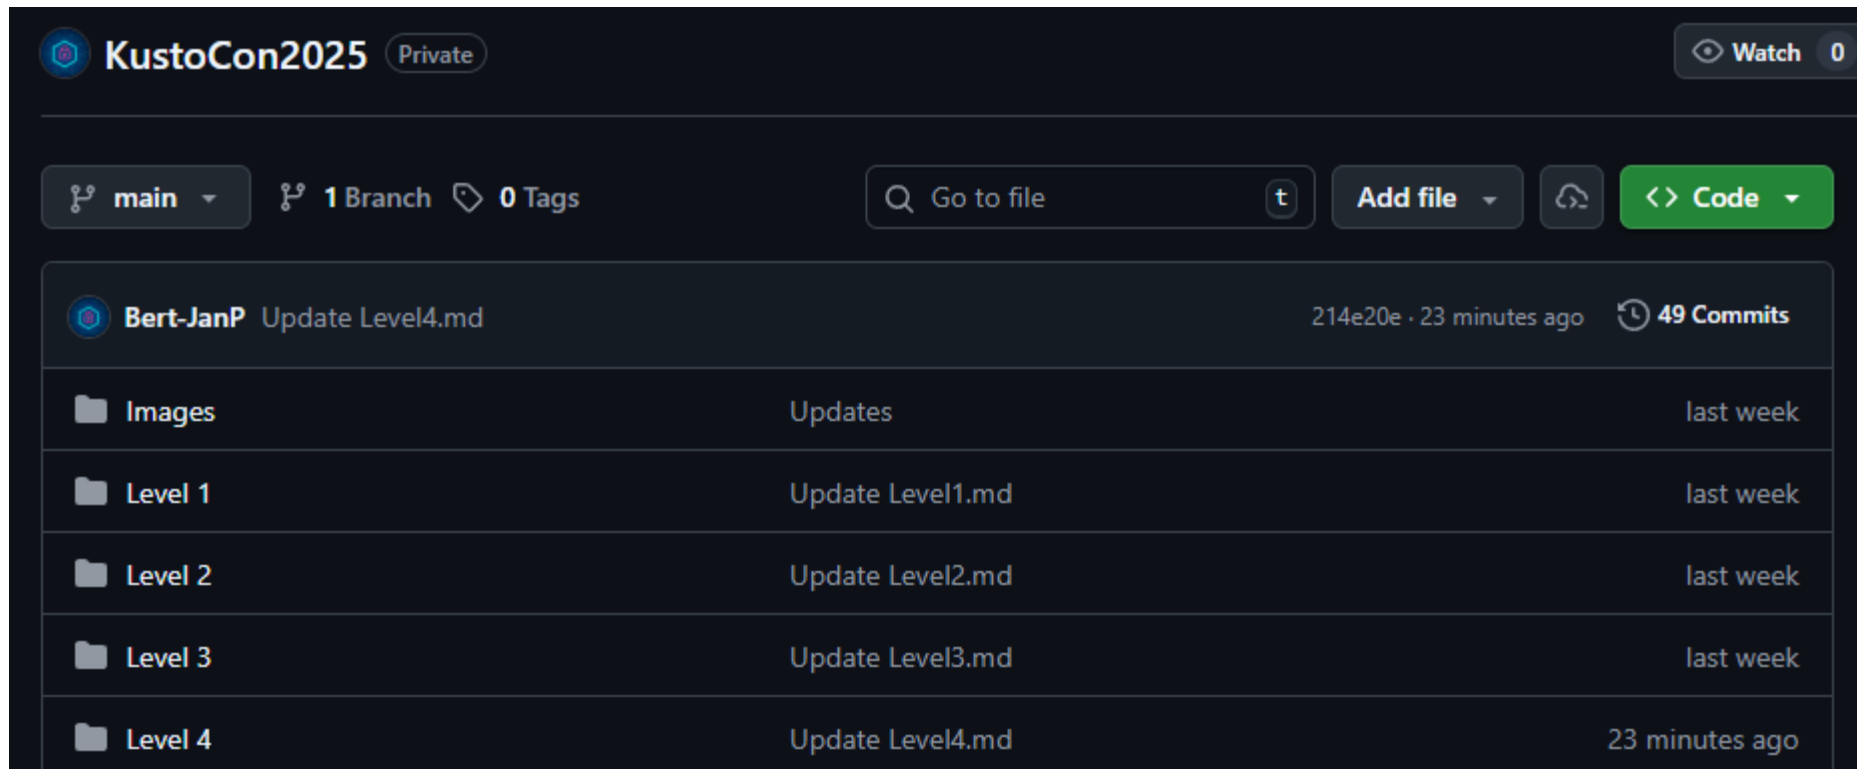 KustoCon2025 Private Watch 0
main 1 Branch 0 Tags Go to file t Add file Code
Bert-JanP Update Level4.md 214e20e · 23 minutes ago 49 Commits
Images Updates last week
Level 1 Update Level1.md last week
Level 2 Update Level2.md last week
Level 3 Update Level3.md last week
Level 4 Update Level4.md 23 minutes ago